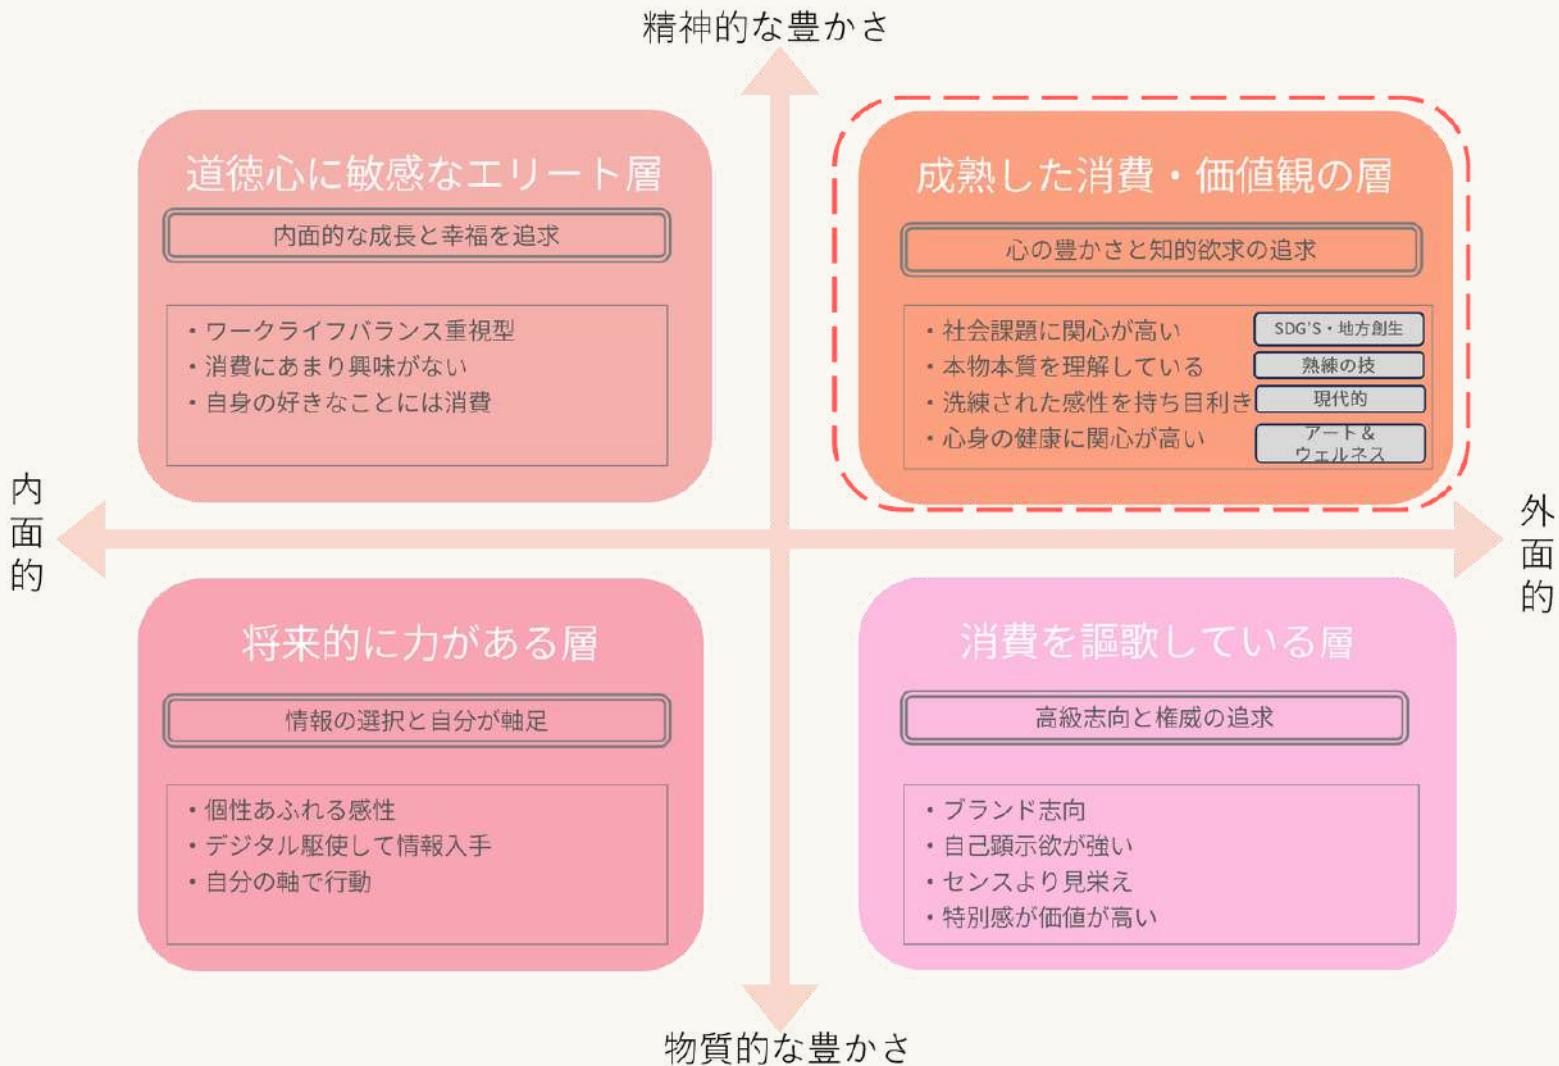 精神的な豊かさ
道徳心に敏感なエリート層
内面的な成長と幸福を追求
・ワークライフバランス重視型
・消費にあまり興味がない
・自身の好きなことには消費
成熟した消費・価値観の層
心の豊かさと知的欲求の追求
・社会課題に関心が高い
SDG'S・地方創生
・本物本質を理解している
熟練の技
・洗練された感性を持ち目利き
現代的
・心身の健康に関心が高い
アート＆
ウェルネス
内面的
外面的
将来的に力がある層
情報の選択と自分が軸足
・個性あふれる感性
・デジタル駆使して情報入手
・自分の軸で行動
消費を謳歌している層
高級志向と権威の追求
・ブランド志向
・自己顕示欲が強い
・センスより見栄え
・特別感が価値が高い
物質的な豊かさ